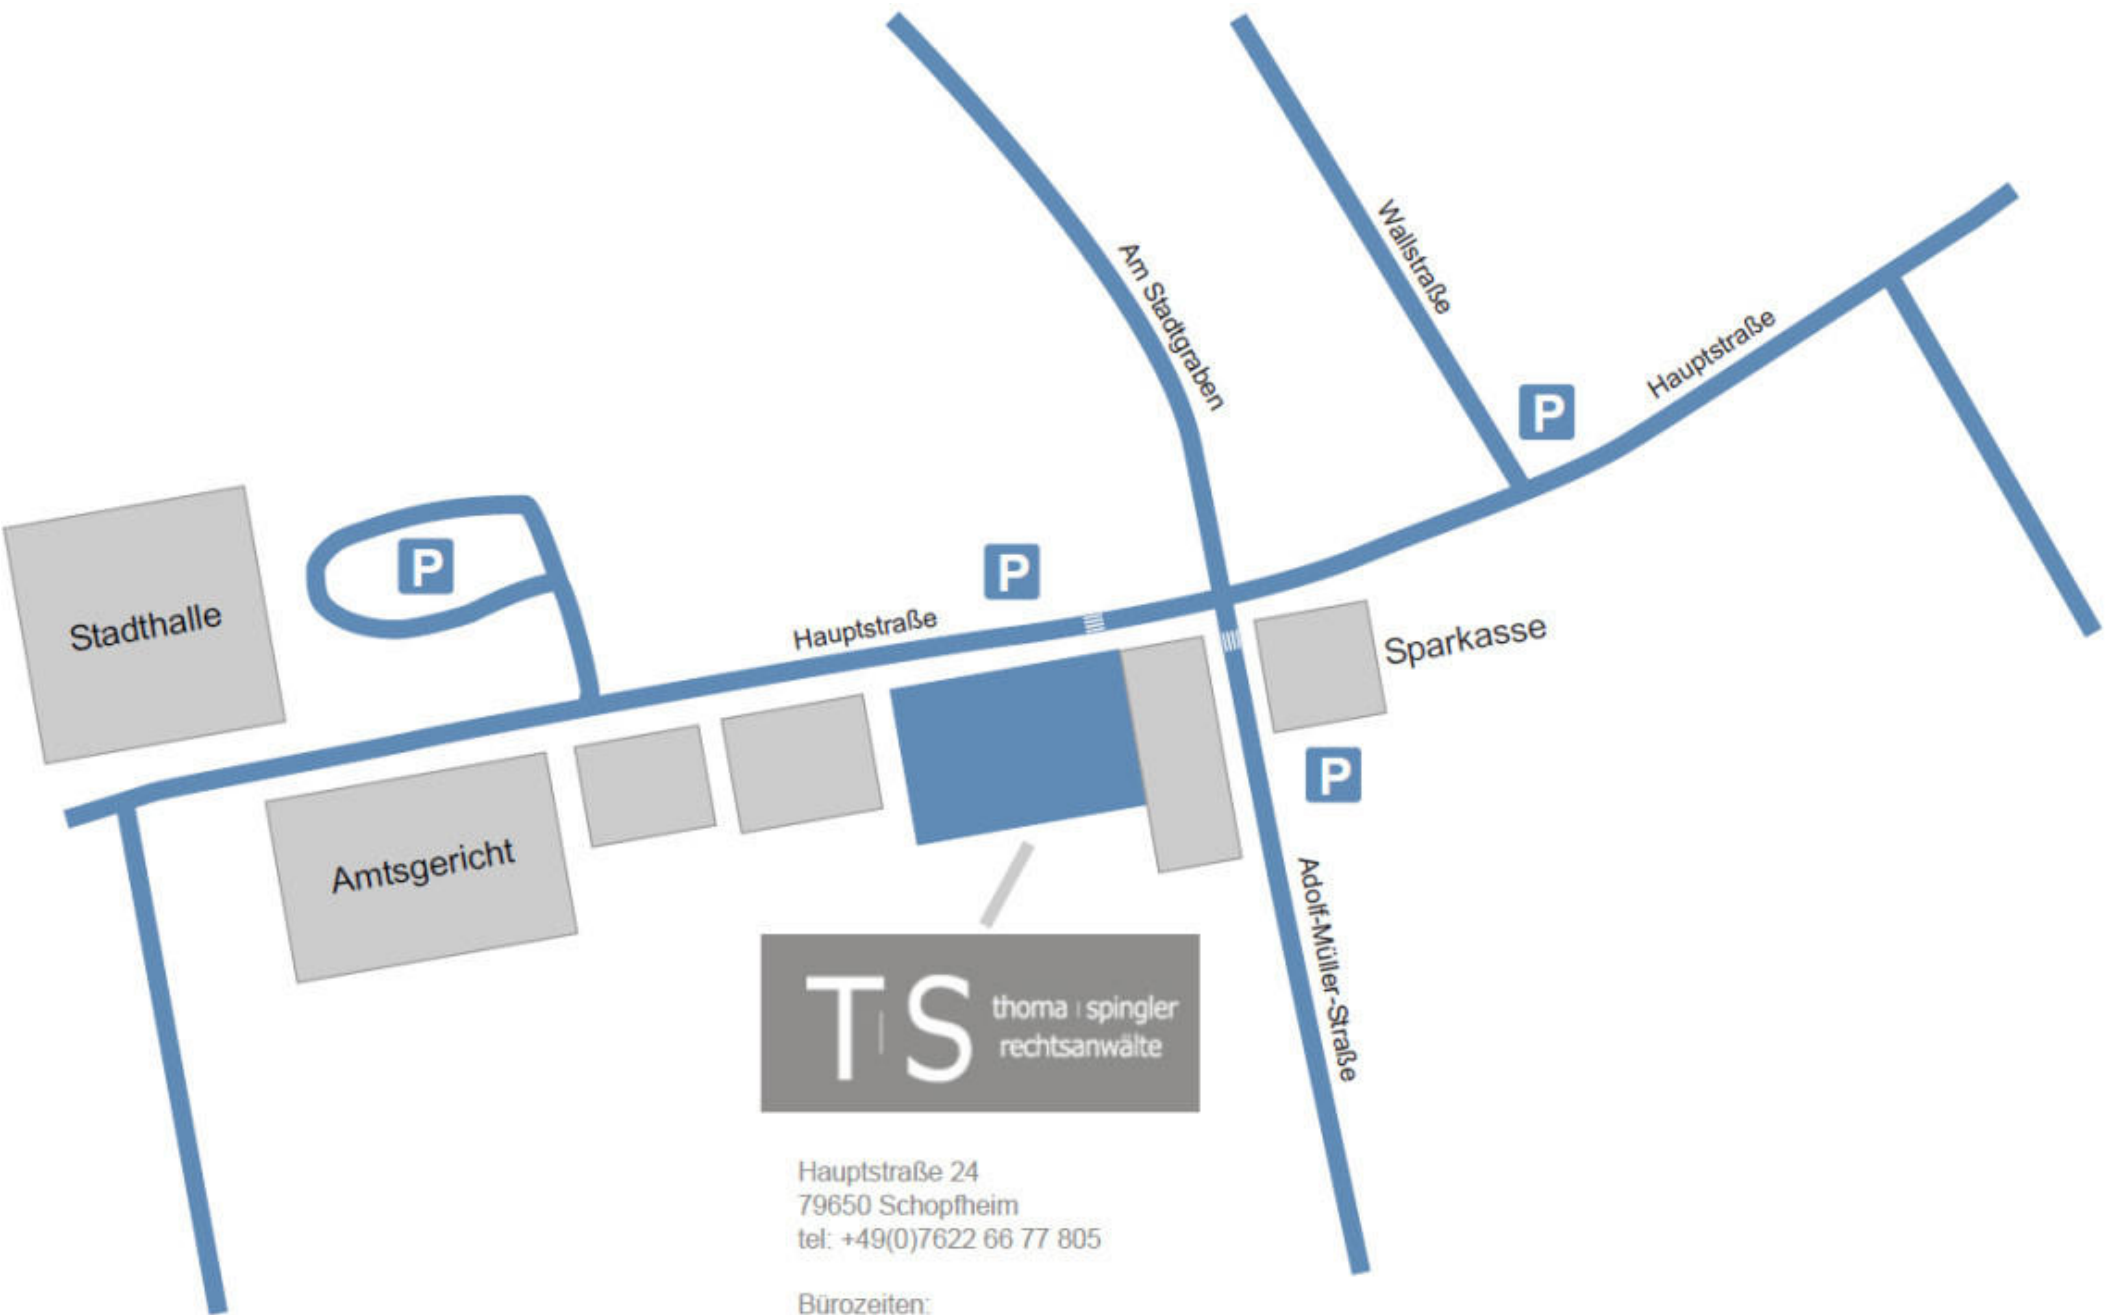 Am Stadtgraben
Wallstraße
Hauptstraße
P
P
P
Hauptstraße
Stadthalle
Sparkasse
P
Amtsgericht
Adolf-Müller-Straße
T|S thoma | spingler
rechtsanwälte
Hauptstraße 24
79650 Schopfheim
tel: +49(0)7622 66 77 805
Bürozeiten: